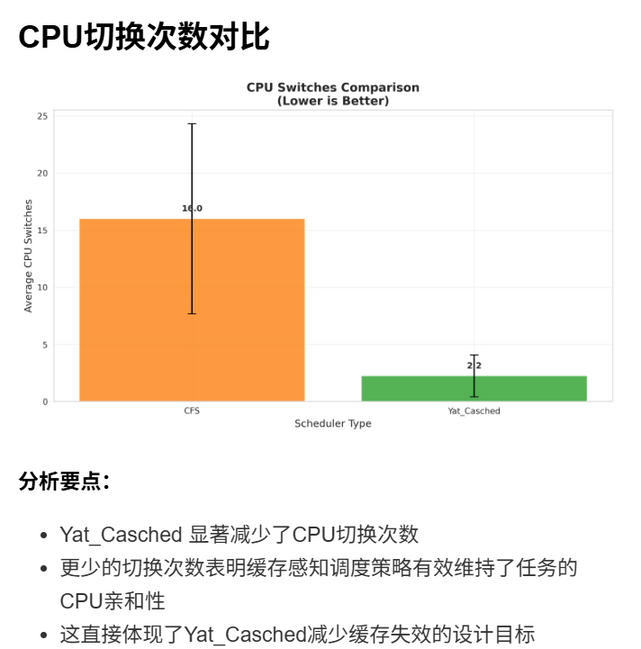 CPU切换次数对比
CPU Switches Comparison
(Lower is Better)
25
20
15
10
5
0
Average CPU Switches
16.0
2.2
CFS
Yat_Casched
Scheduler Type
分析要点：
• Yat_Casched 显著减少了CPU切换次数
• 更少的切换次数表明缓存感知调度策略有效维持了任务的
CPU亲和性
• 这直接体现了Yat_Casched减少缓存失效的设计目标